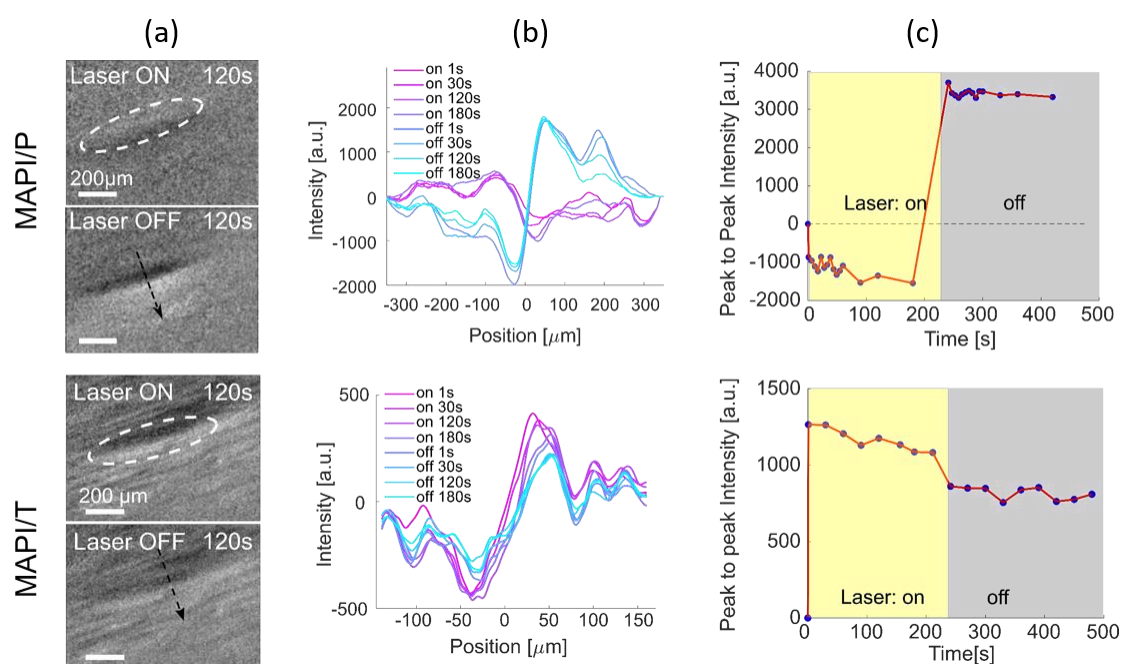 (a)
(b)
(c)
MAPI/P
Laser ON 120s
200µm
Laser OFF 120s
on 1s
on 30s
on 120s
on 180s
off 1s
off 30s
off 120s
off 180s
Intensity [a.u.]
2000
1000
0
-1000
-2000
-300 -200 -100 0 100 200 300
Position [µm]
Peak to Peak Intensity [a.u.]
4000
3000
2000
1000
0
-1000
-2000
Laser: on off
0 100 200 300 400 500
Time [s]
MAPI/T
Laser ON 120s
200 µm
Laser OFF 120s
on 1s
on 30s
on 120s
on 180s
off 1s
off 30s
off 120s
off 180s
Intensity [a.u.]
500
0
-500
-100 -50 0 50 100 150
Position [µm]
Peak to peak Intensity [a.u.]
1500
1000
500
0
Laser: on off
0 100 200 300 400 500
Time[s]